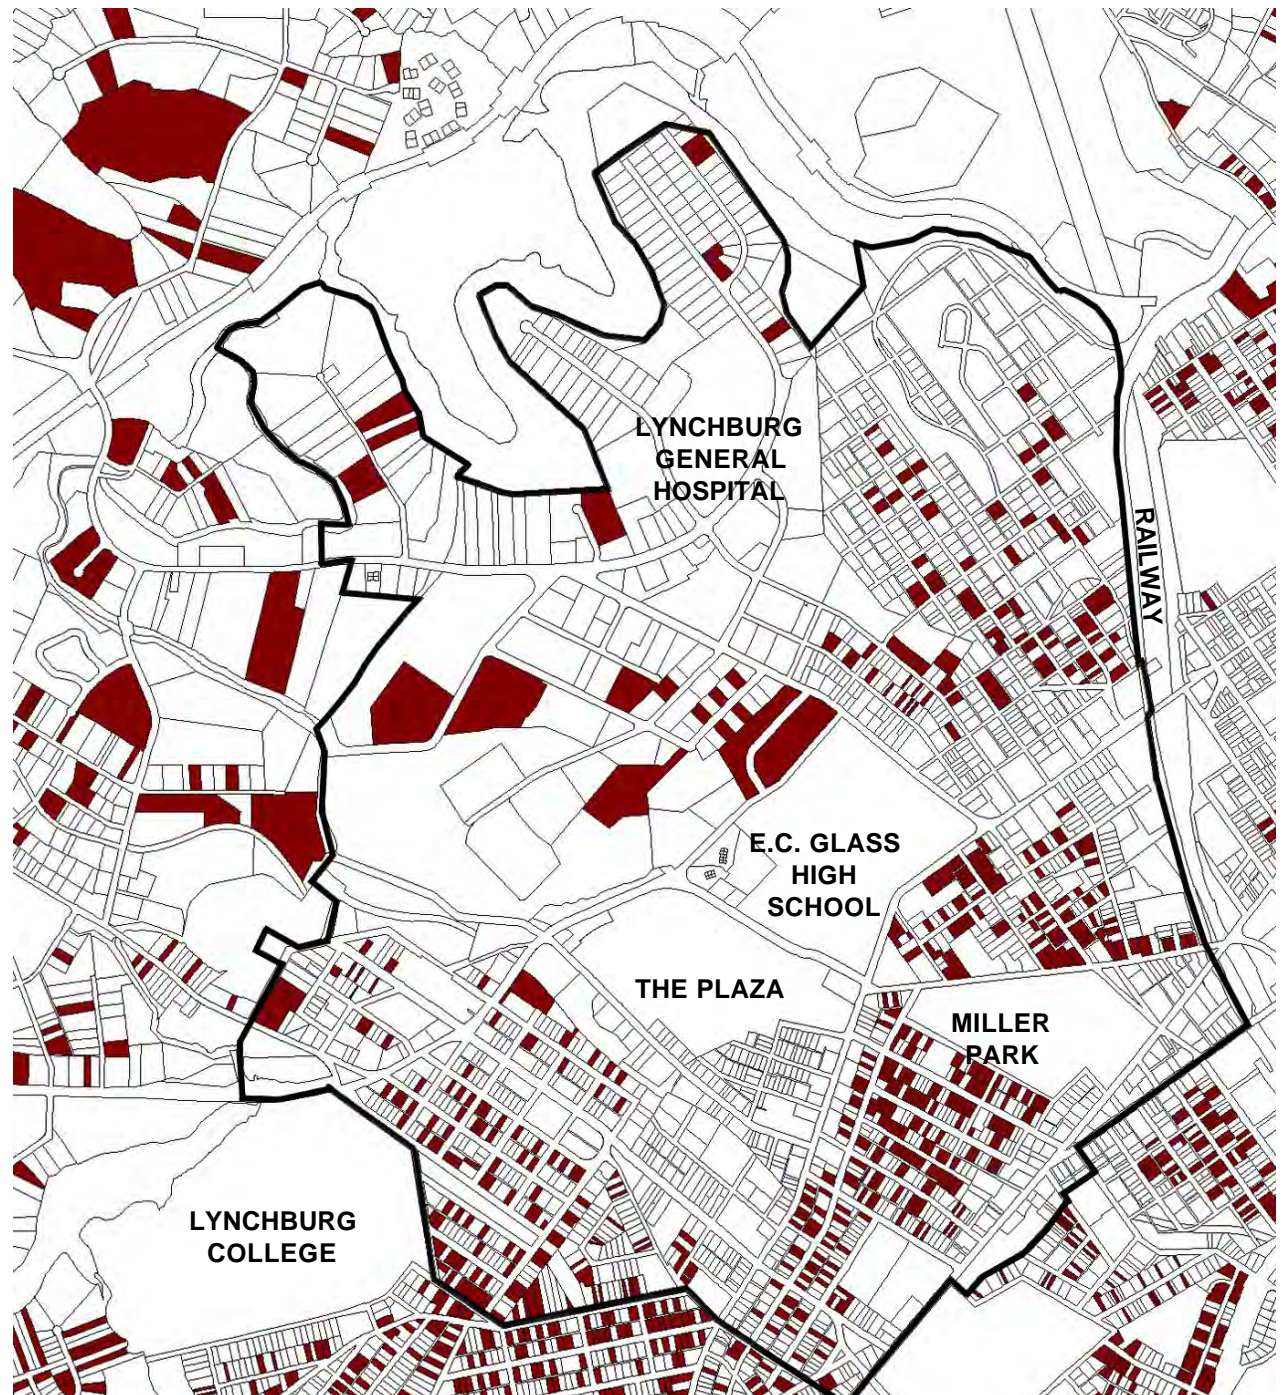 LYNCHBURG
GENERAL
HOSPITAL
RAILWAY
E.C. GLASS
HIGH
SCHOOL
THE PLAZA
MILLER
PARK
LYNCHBURG
COLLEGE